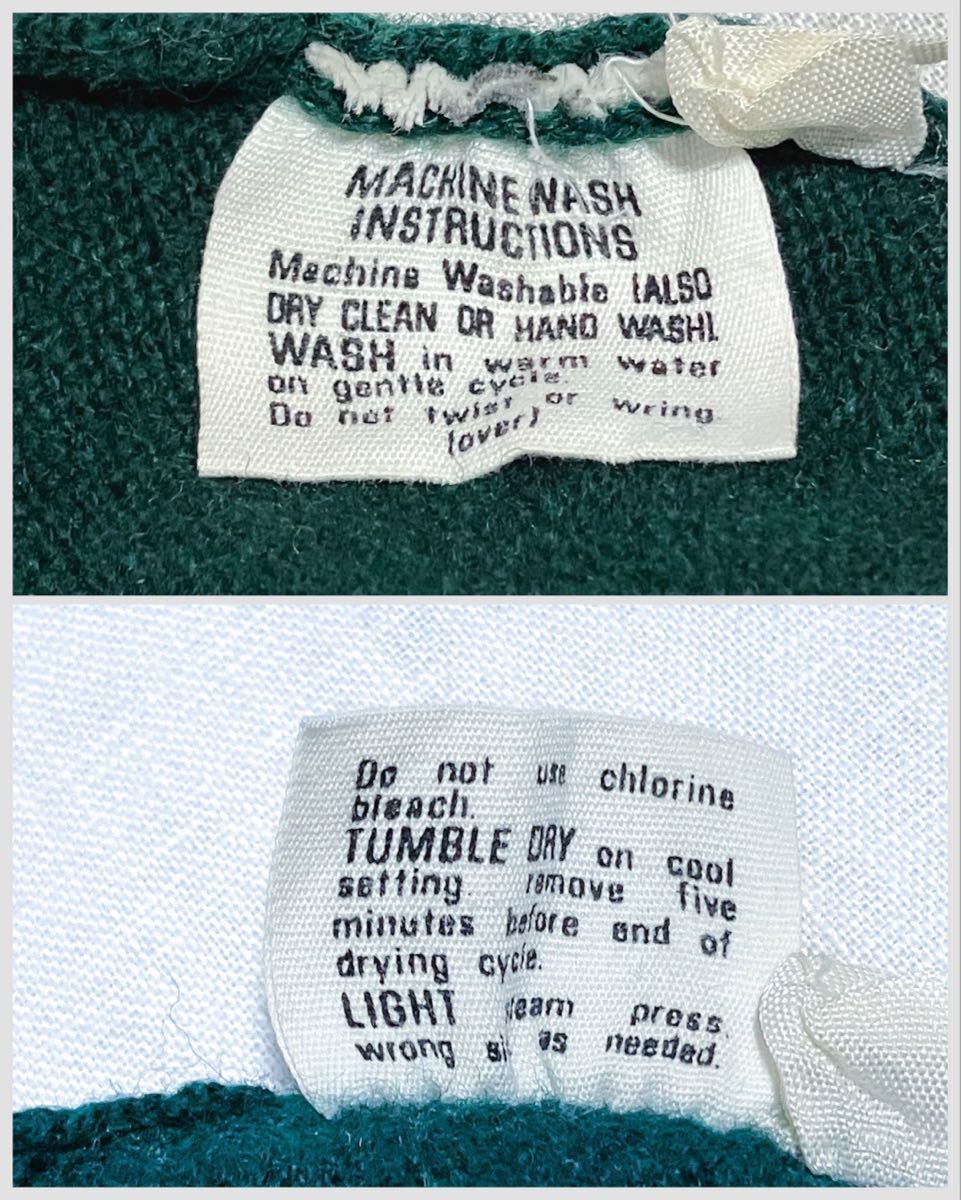 MACHINE WASH
INSTRUCTIONS
Machine Washable (ALSO
DRY CLEAN OR HAND WASH).
WASH in warm water
on gentle cycle.
Do not twist or wring
(over)
Do not use chlorine
bleach.
TUMBLE DRY on cool
setting. remove five
minutes before end of
drying cycle.
LIGHT press.
wrong as needed.